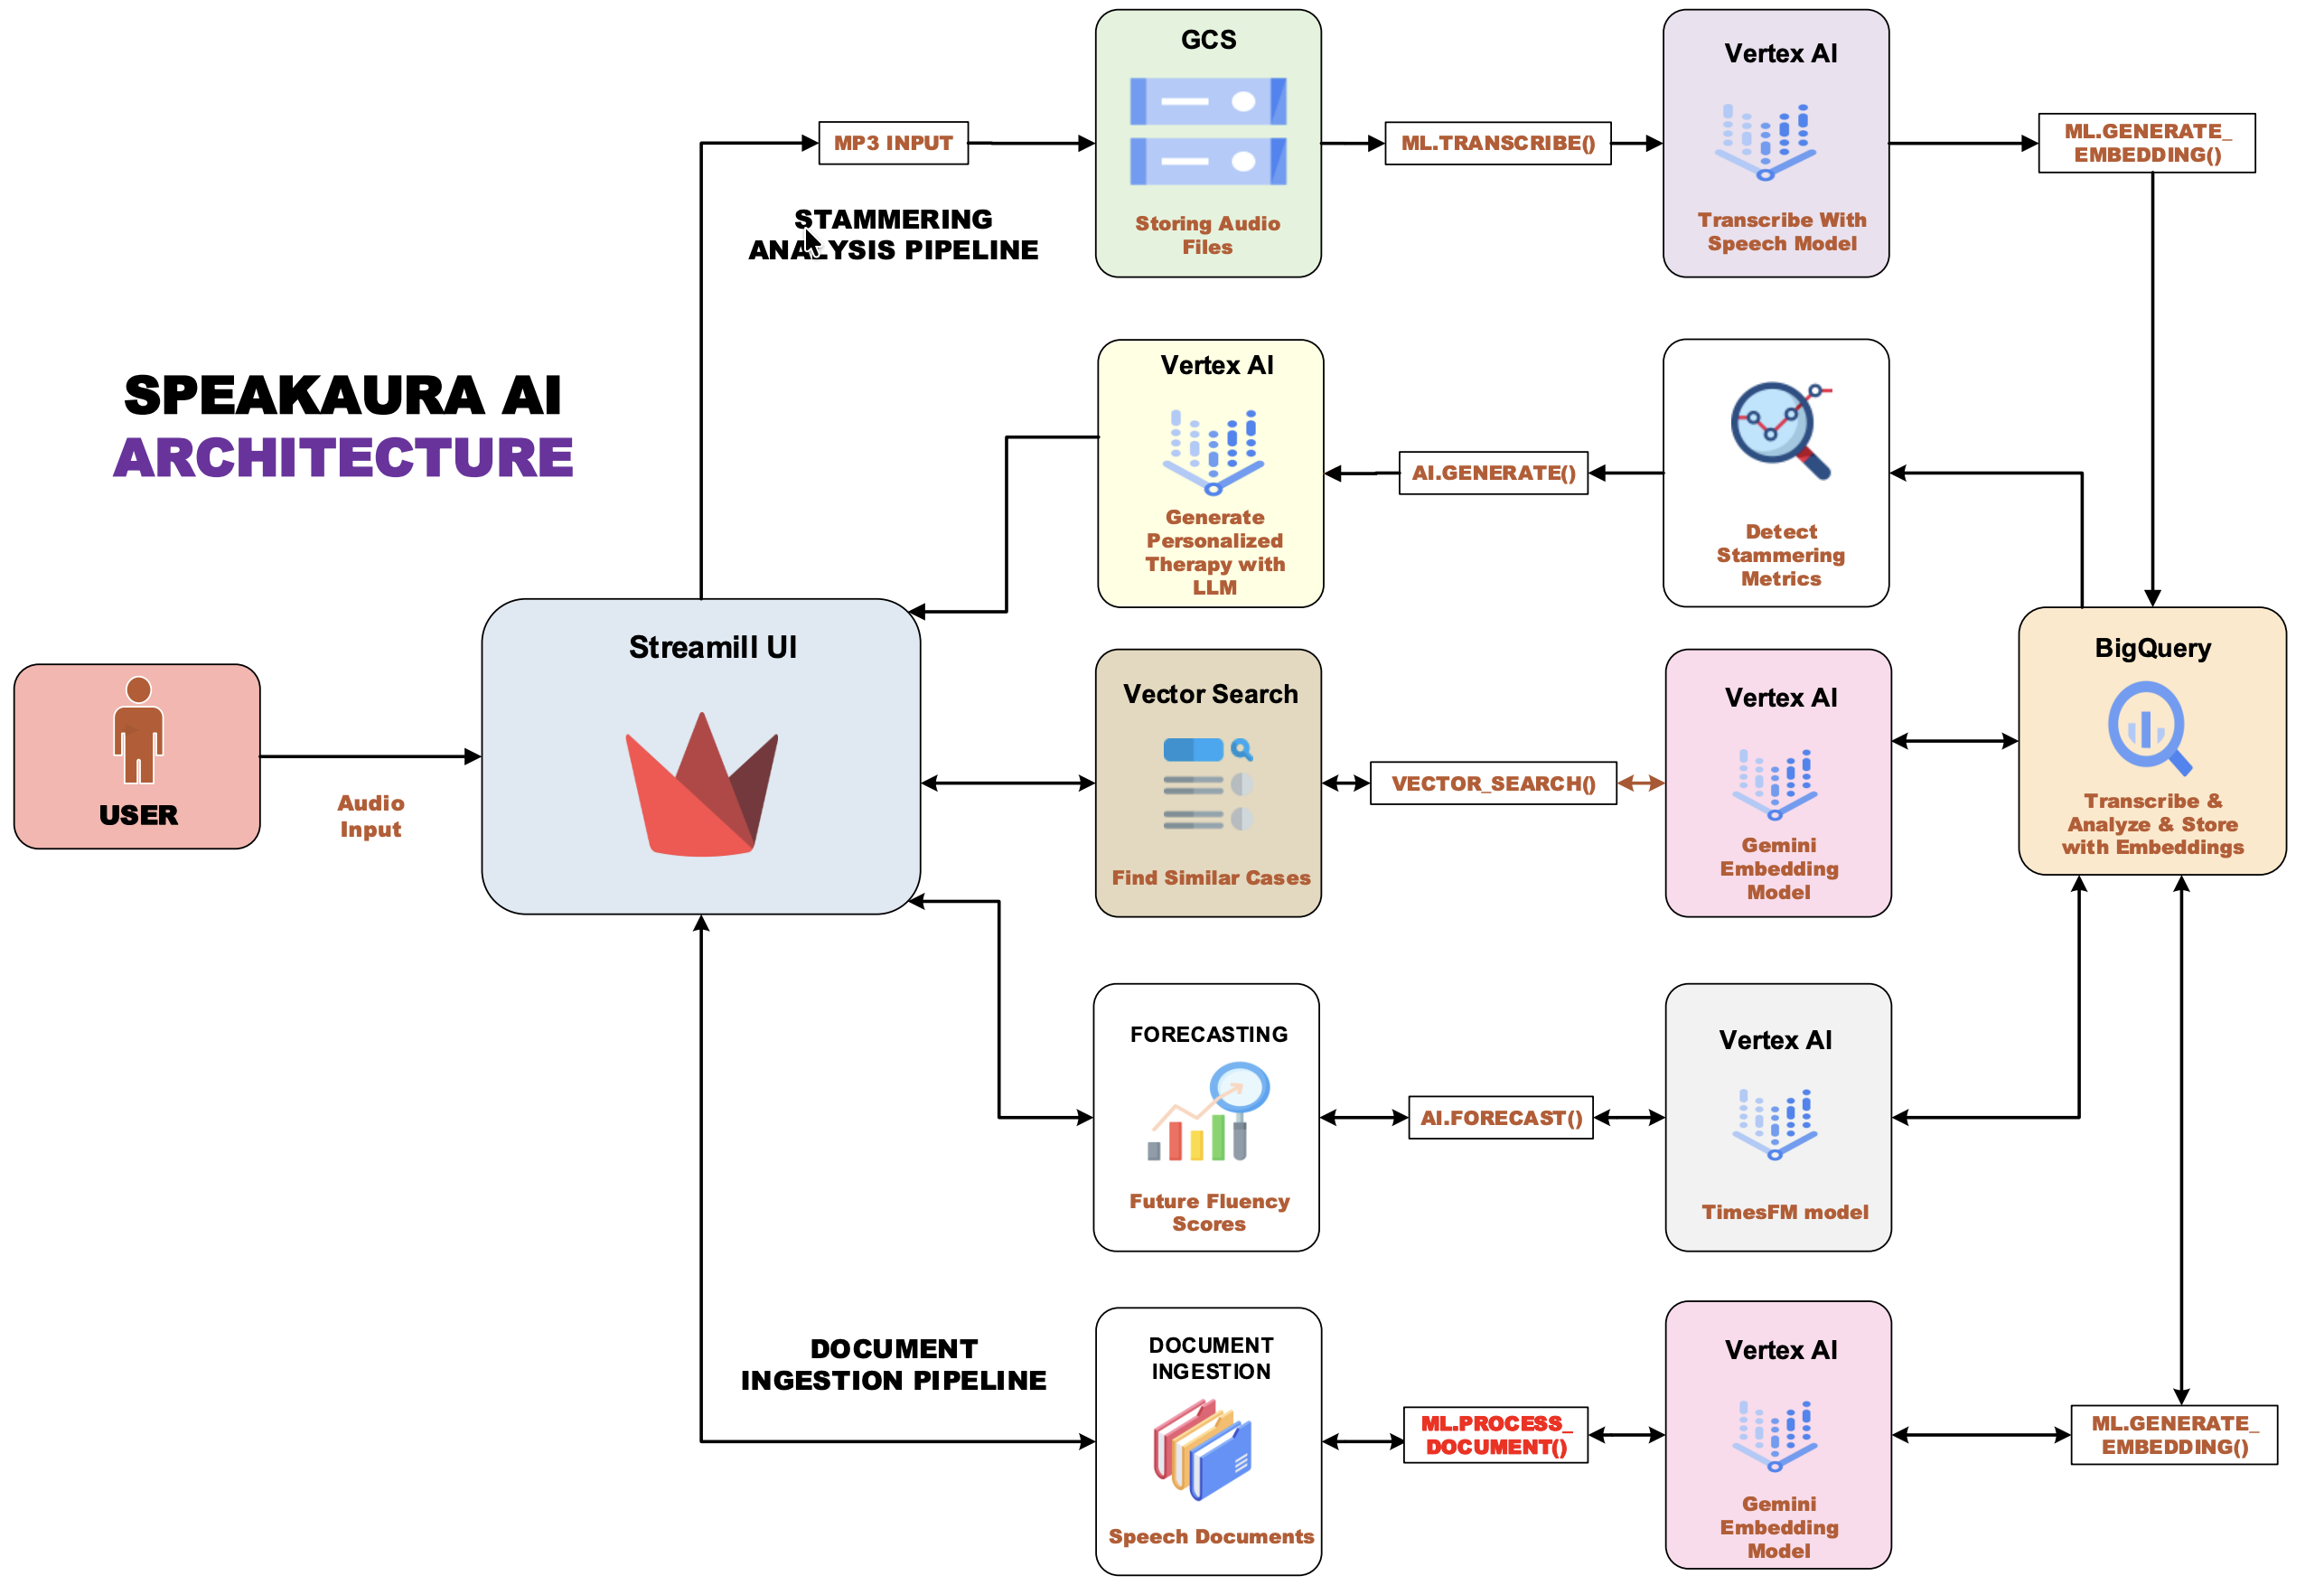 GCS
Storing Audio
Files
Vertex AI
Transcribe With
Speech Model
MP3 INPUT
ML.TRANSCRIBE()
ML.GENERATE_
EMBEDDING()
STAMMERING
ANALYSIS PIPELINE
SPEAKAURA AI
ARCHITECTURE
Vertex AI
Generate
Personalized
Therapy with
LLM
AI.GENERATE()
Detect
Stammering
Metrics
USER
Audio
Input
Streamill UI
Vector Search
Find Similar Cases
VECTOR_SEARCH()
Vertex AI
Gemini
Embedding
Model
BigQuery
Transcribe &
Analyze & Store
with Embeddings
FORECASTING
Future Fluency
Scores
AI.FORECAST()
Vertex AI
TimesFM model
DOCUMENT
INGESTION PIPELINE
DOCUMENT
INGESTION
Speech Documents
ML.PROCESS_
DOCUMENT()
Vertex AI
Gemini
Embedding
Model
ML.GENERATE_
EMBEDDING()